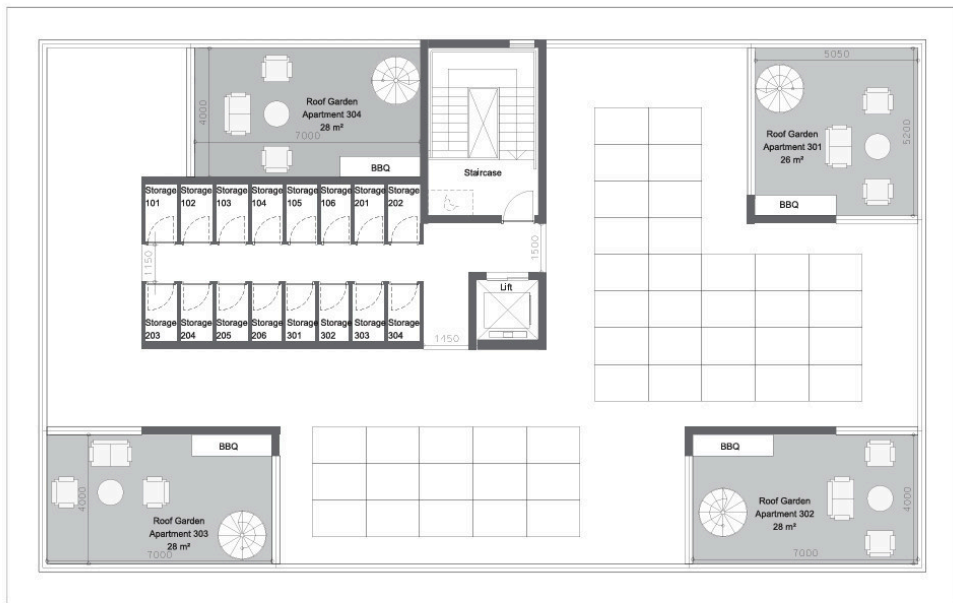 5050
Roof Garden
Apartment 304
28 m²
4000
7000
BBQ
Roof Garden
Apartment 301
26 m²
5200
BBQ
Staircase
Storage
101
Storage
102
Storage
103
Storage
104
Storage
105
Storage
106
Storage
201
Storage
202
1150
1500
Lift
Storage
203
Storage
204
Storage
205
Storage
206
Storage
301
Storage
302
Storage
303
Storage
304
1450
BBQ
4000
Roof Garden
Apartment 303
28 m²
7000
BBQ
Roof Garden
Apartment 302
28 m²
4000
7000